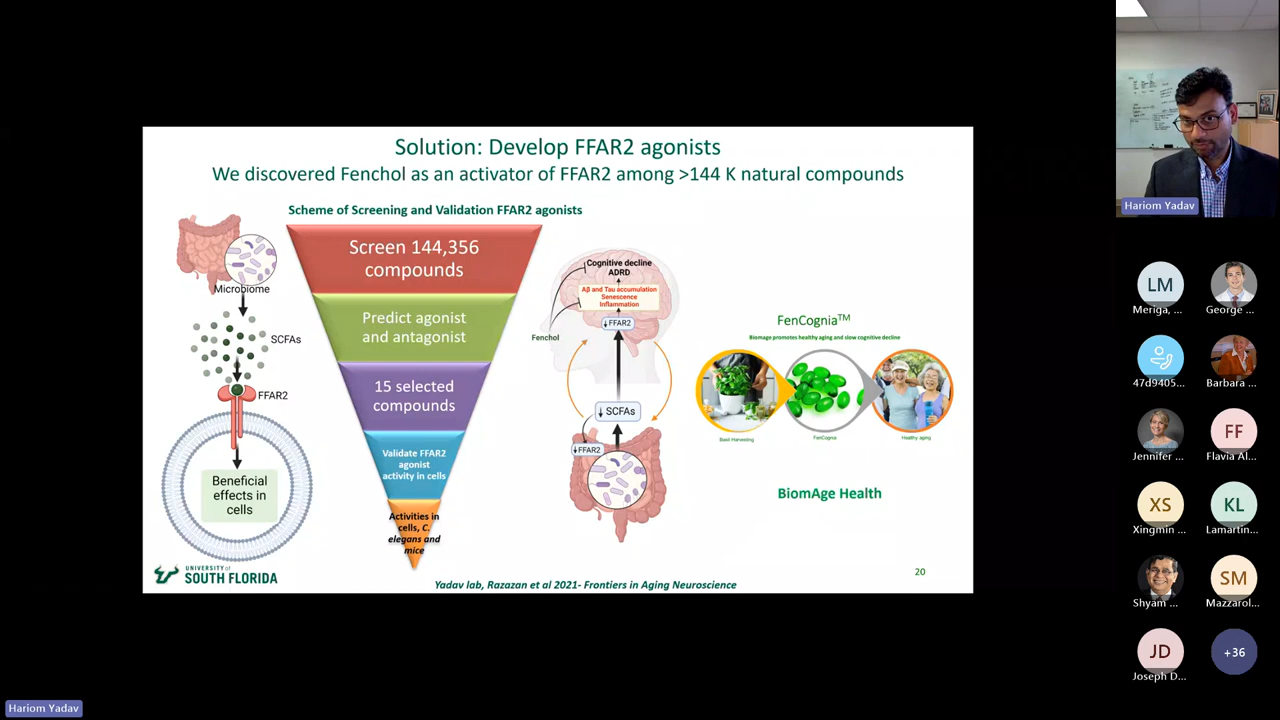 Solution: Develop FFAR2 agonists
We discovered Fenchol as an activator of FFAR2 among >144 K natural compounds
Scheme of Screening and Validation FFAR2 agonists
Microbiome
SCFAs
FFAR2
Beneficial
effects in
cells
Screen 144,356
compounds
Predict agonist
and antagonist
15 selected
compounds
Validate FFAR2
agonist
activity in cells
Activities in
cells, C.
elegans and
mice
Cognitive decline
ADRD
Aβ and Tau accumulation
Senescence
Inflammation
↓FFAR2
Fenchol
↓ SCFAs
↓FFAR2
FenCognia™
Biomage promotes healthy aging and slow cognitive decline
Basil Harvesting
FenCognia
Healthy aging
BiomAge Health
UNIVERSITY of
SOUTH FLORIDA
Yadav lab, Razazan et al 2021- Frontiers in Aging Neuroscience
20
Hariom Yadav
LM
Meriga, ...
George ...
47d9405...
Barbara ...
Jennifer ...
FF
Flavia Al...
XS
Xingmin ...
KL
Lamartin...
Shyam ...
SM
Mazzarol...
JD
Joseph D...
+36
Hariom Yadav